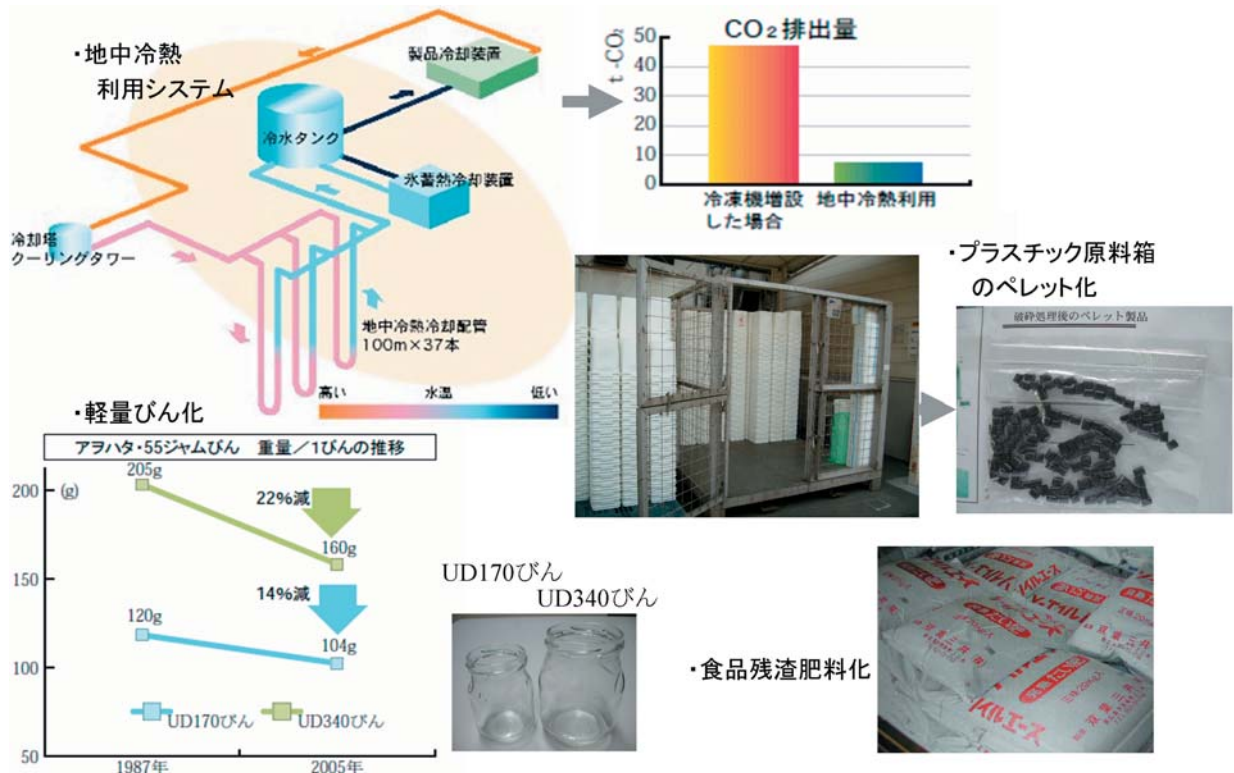 ・地中冷熱
利用システム
製品冷却装置
冷水タンク
氷蓄熱冷却装置
冷却塔
クーリングタワー
地中冷熱冷却配管
100m×37本
高い 水温 低い
CO2排出量
t-CO2
50
40
30
20
10
0
冷凍機増設
した場合
地中冷熱利用
・プラスチック原料箱
のペレット化
破砕処理後のペレット製品
・軽量びん化
アヲハタ・55ジャムびん 重量／1びんの推移
(g)
200
150
100
50
205g
22%減
160g
14%減
120g
104g
UD170びん
UD340びん
1987年
2005年
UD170びん
UD340びん
・食品残渣肥料化